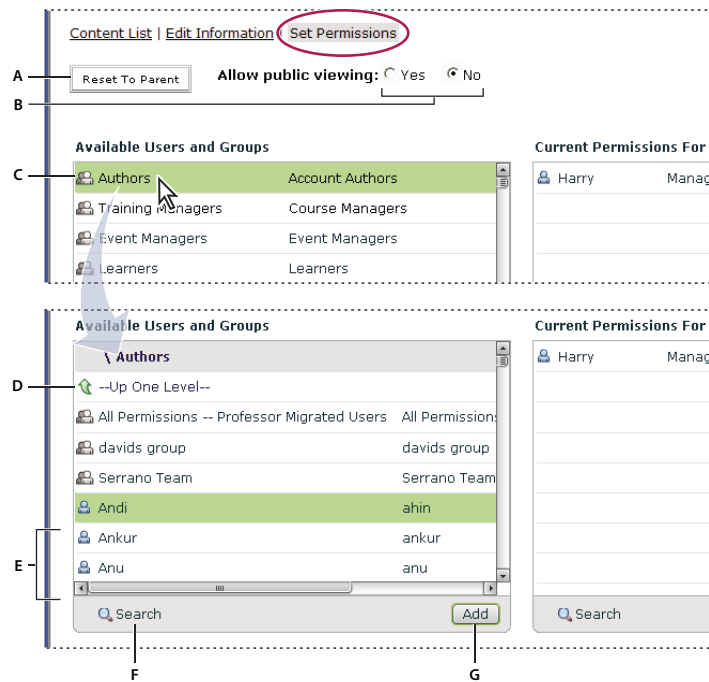 Content List | Edit Information | Set Permissions
A Reset To Parent Allow public viewing: Yes No
B
Available Users and Groups Current Permissions For
C Authors Account Authors Harry Manag
Training Managers Course Managers
Event Managers Event Managers
Learners Learners
Available Users and Groups Current Permissions For
\ Authors Harry Manag
D --Up One Level--
All Permissions -- Professor Migrated Users All Permissions
davids group davids group
Serrano Team Serrano Team
Andi ahin
Ankur ankur
E Anu anu
Search Add Search
F G